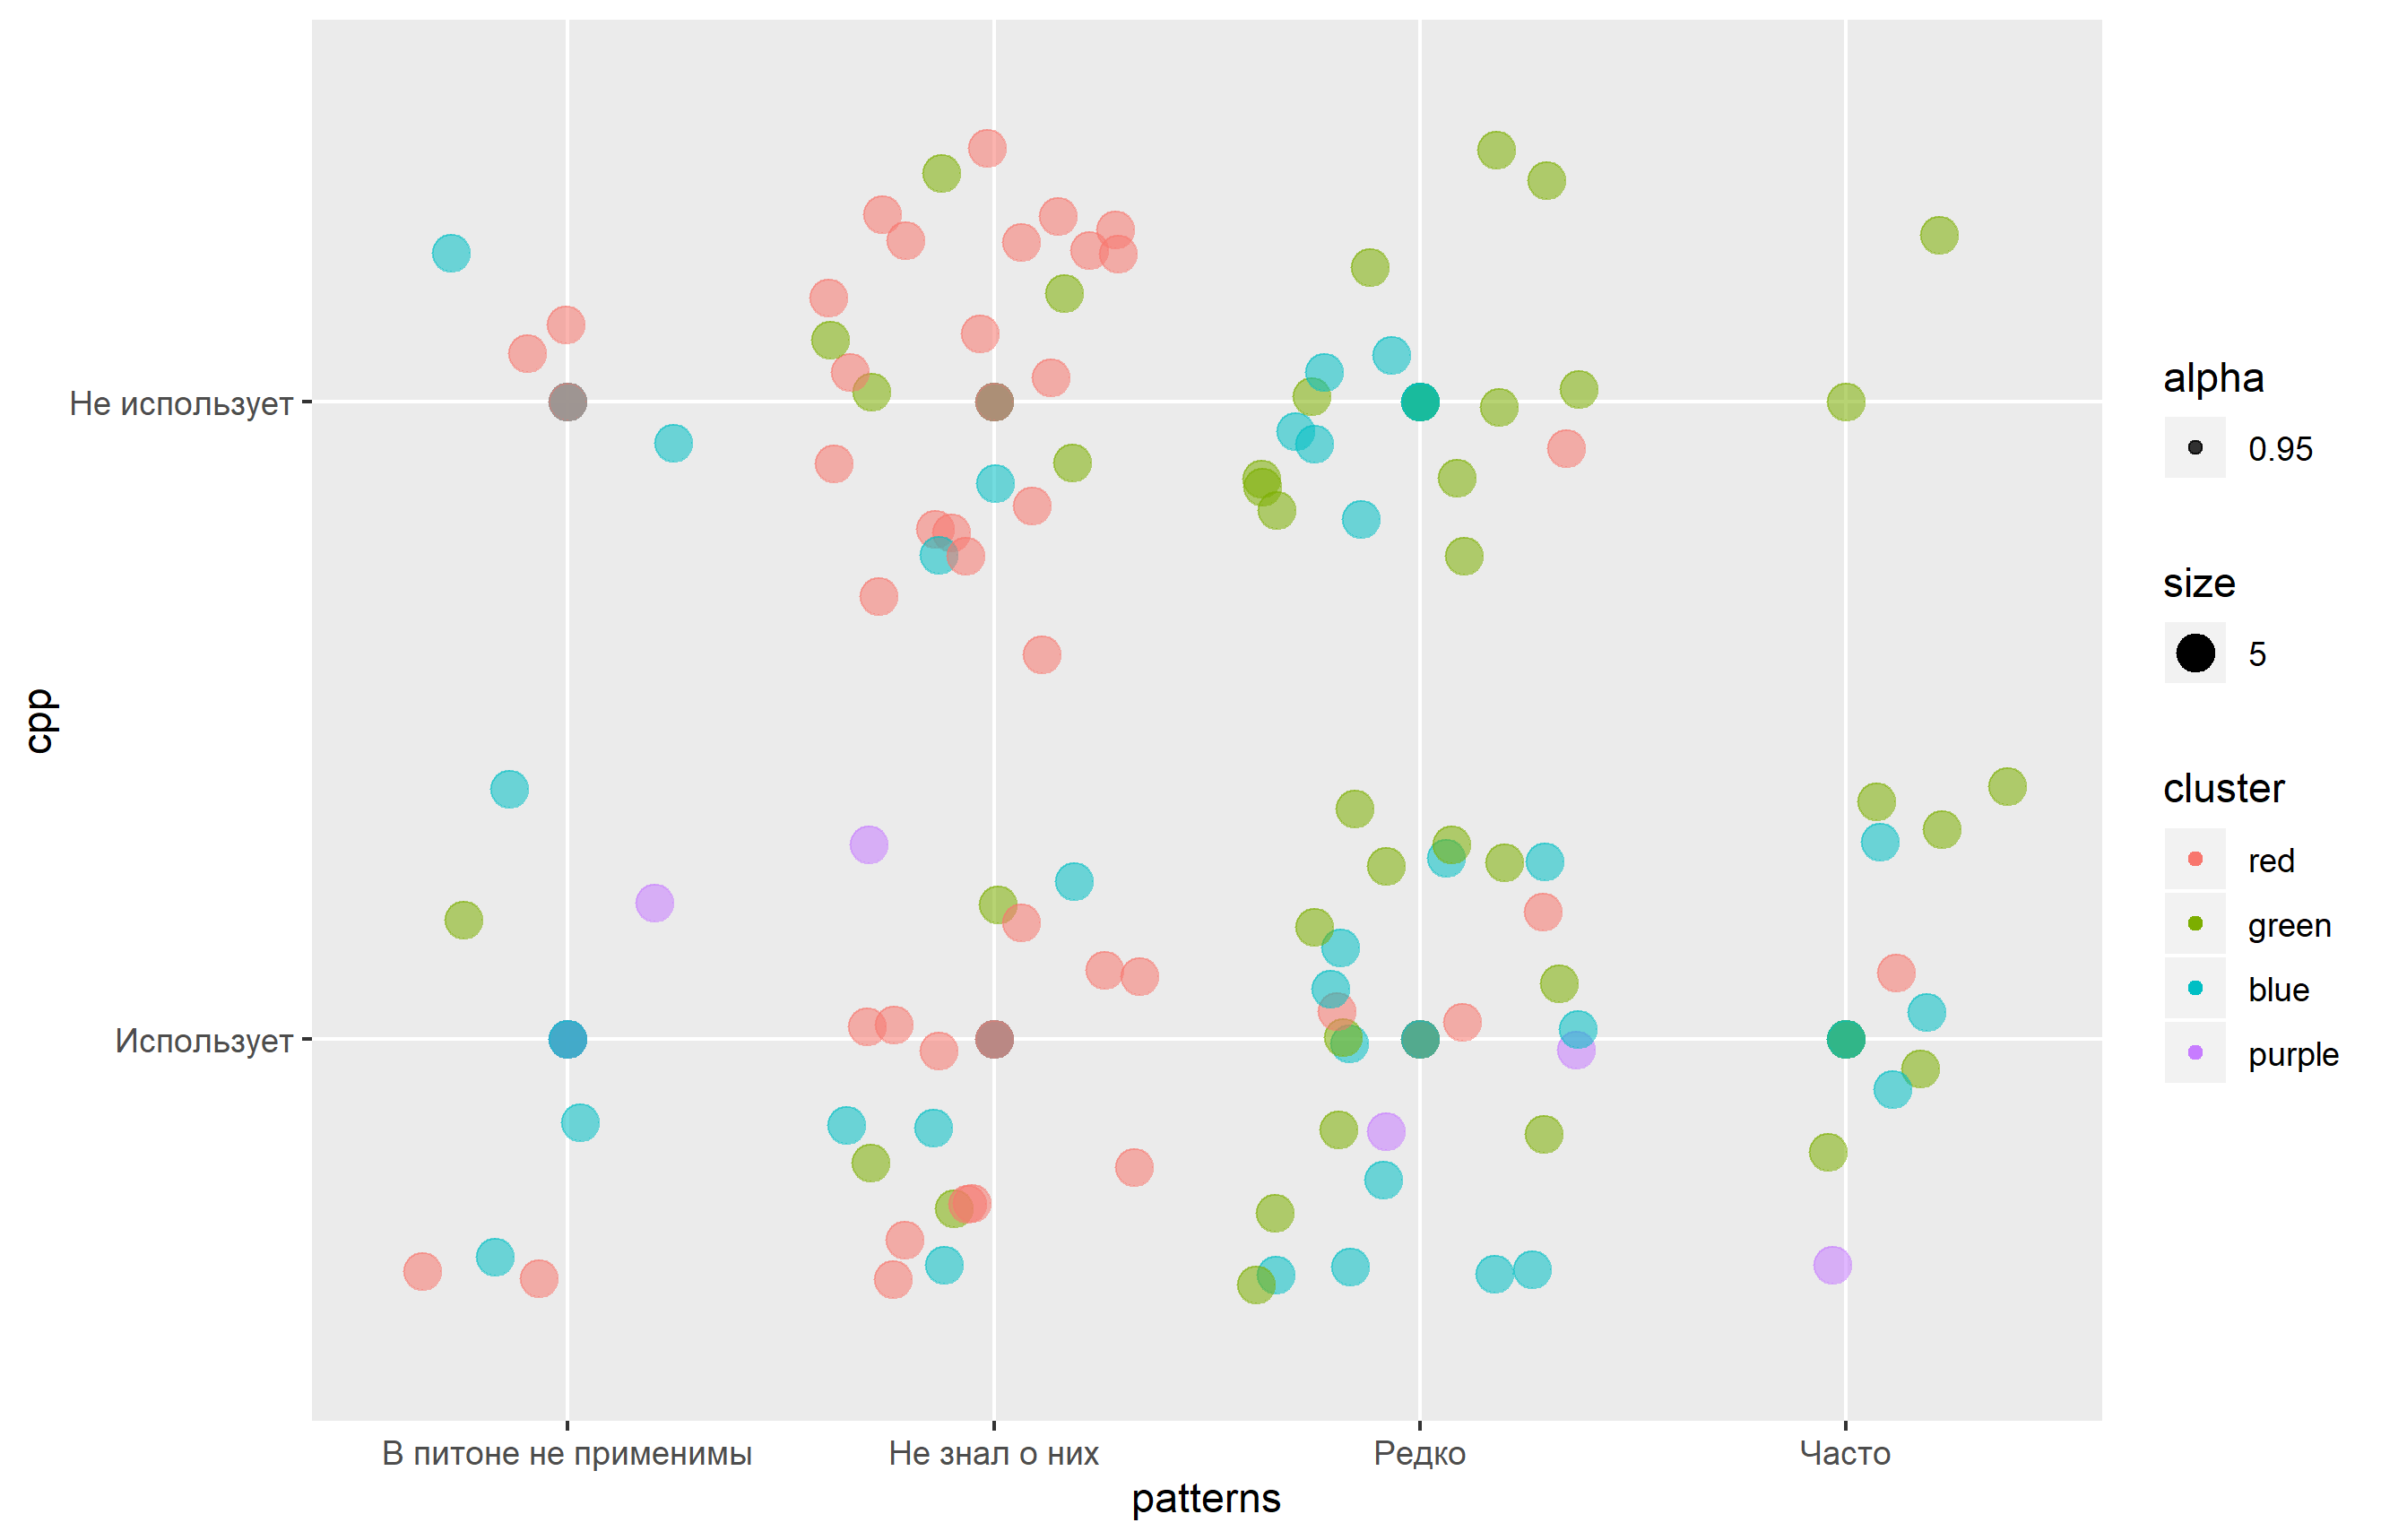 cpp
Не использует
Использует
В питоне не применимы
Не знал о них
Редко
Часто
patterns
alpha
0.95
size
5
cluster
red
green
blue
purple